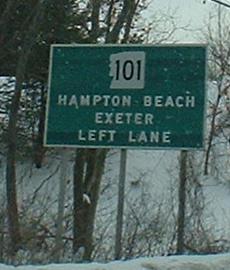 101
HAMPTON BEACH
EXETER
LEFT LANE